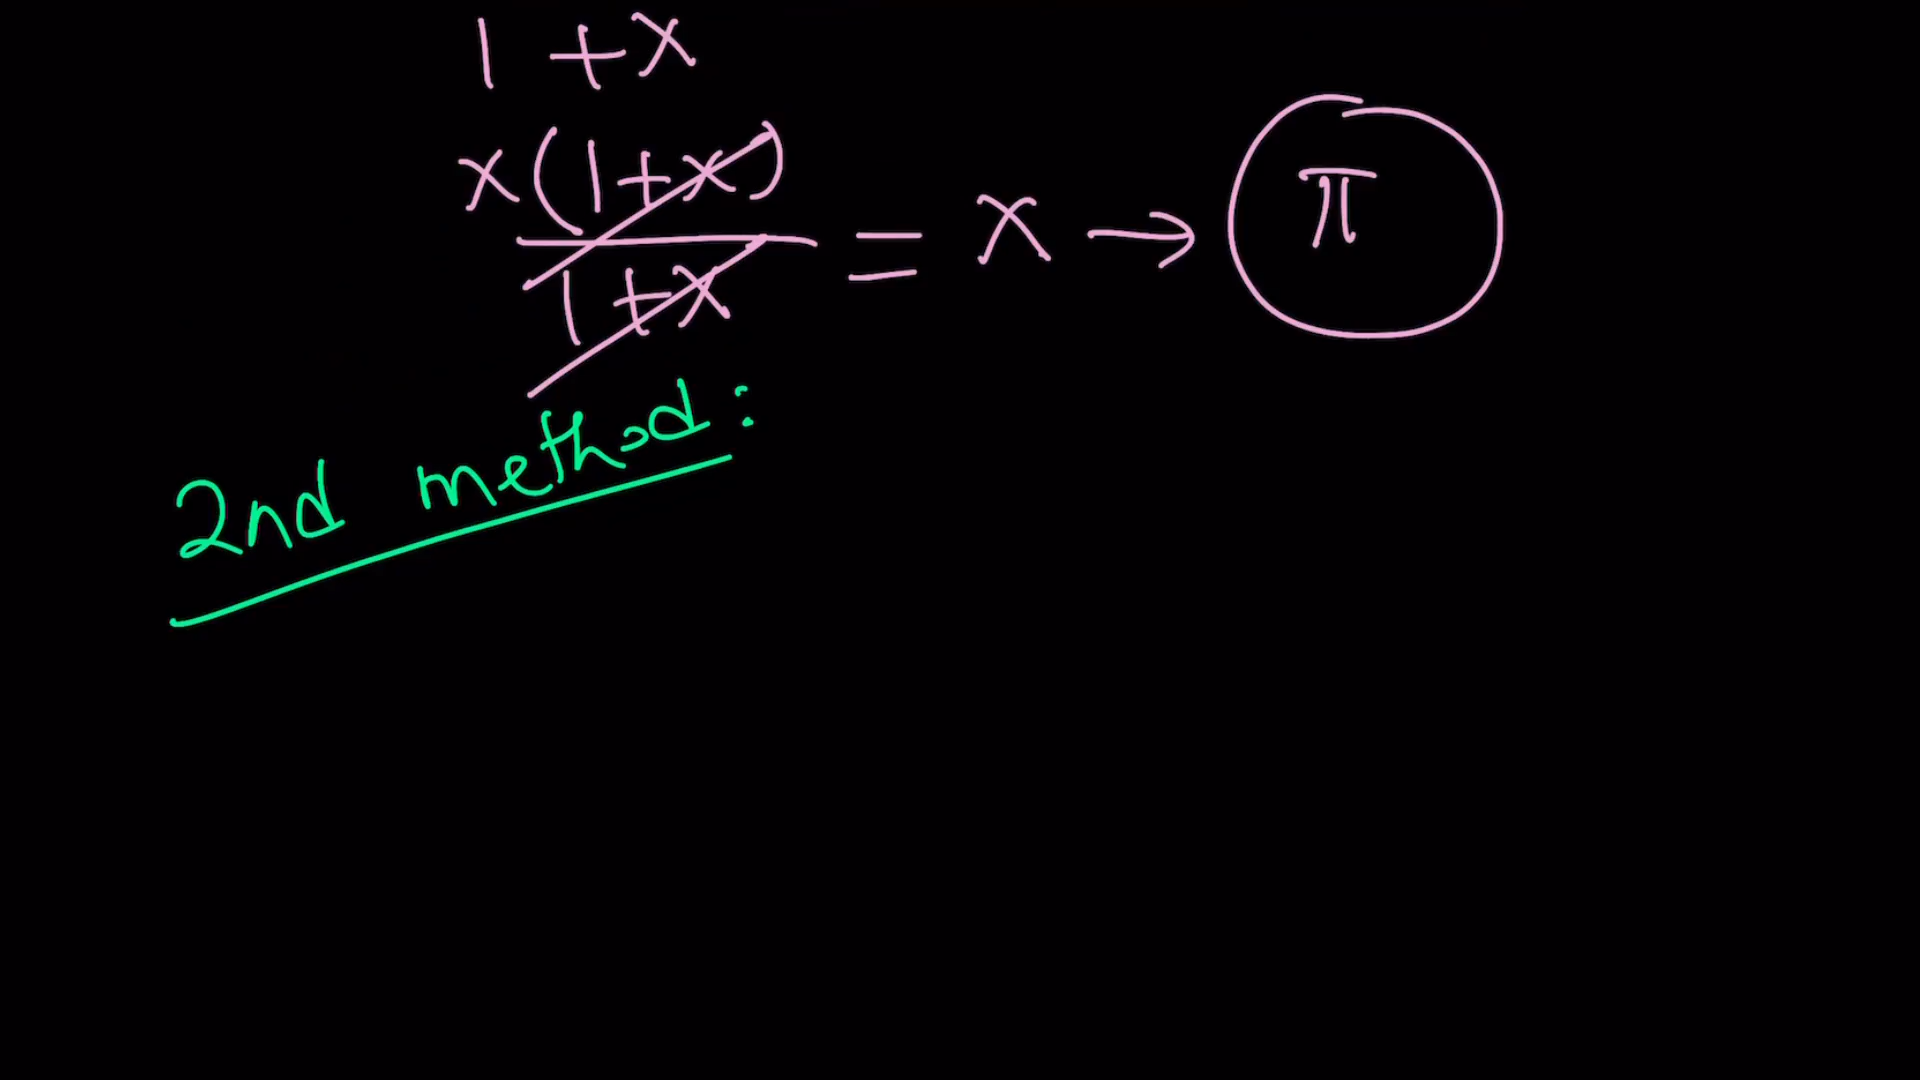 1 + x
x(1+x)
1+x
= x → π
2nd method: